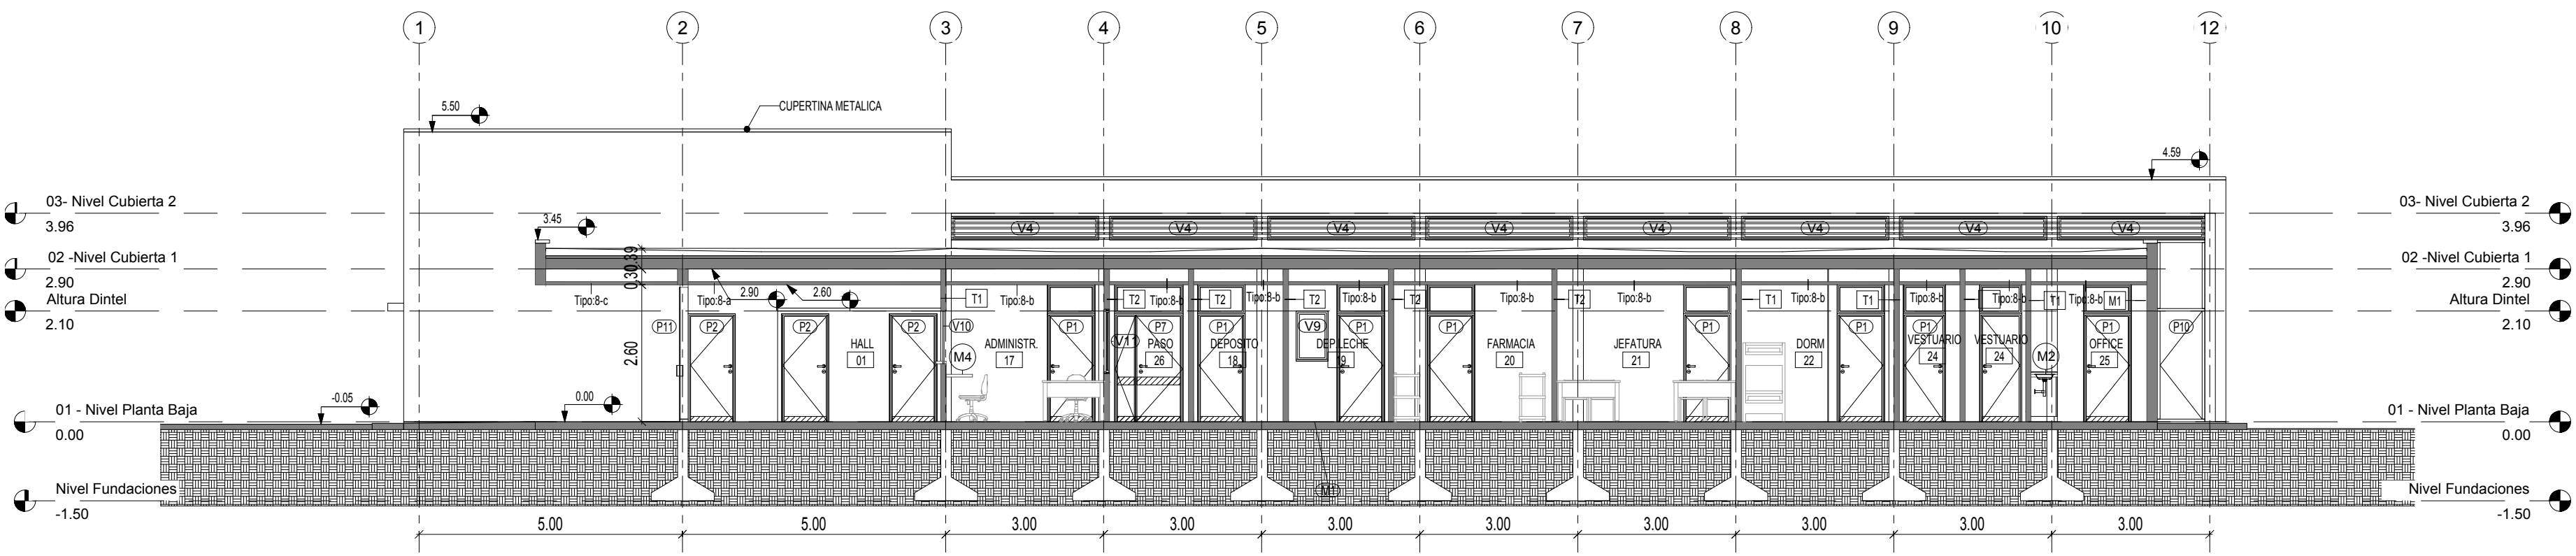 1 2 3 4 5 6 7 8 9 10 12
5.50
CUPERTINA METALICA
4.59
03- Nivel Cubierta 2
3.96
3.45
V4 V4 V4 V4 V4 V4 V4 V4
03- Nivel Cubierta 2
3.96
02 -Nivel Cubierta 1
2.90
0.30 0.39
02 -Nivel Cubierta 1
2.90
Tipo:8-c Tipo:8-a 2.90 2.60 T1 Tipo:8-b T2 Tipo:8-b T2 Tipo:8-b T2 Tipo:8-b T2 Tipo:8-b T2 Tipo:8-b T1 Tipo:8-b T1 Tipo:8-b Tipo:8-b T1 Tipo:8-b M1
Altura Dintel
2.10
Altura Dintel
2.10
P11 P2 P2 P2 V10 P1 P7 P1 V9 P1 P1 P1 P1 P1 P1 P1 P10
2.60
HALL
01
M4
ADMINISTR.
17
V11
PASO
26
DEPOSITO
18
DEP.LECHE
19
FARMACIA
20
JEFATURA
21
DORM
22
VESTUARIO
24
VESTUARIO
24
M2
OFFICE
25
-0.05
0.00
01 - Nivel Planta Baja
0.00
01 - Nivel Planta Baja
0.00
Nivel Fundaciones
-1.50
M1
Nivel Fundaciones
-1.50
5.00 5.00 3.00 3.00 3.00 3.00 3.00 3.00 3.00 3.00